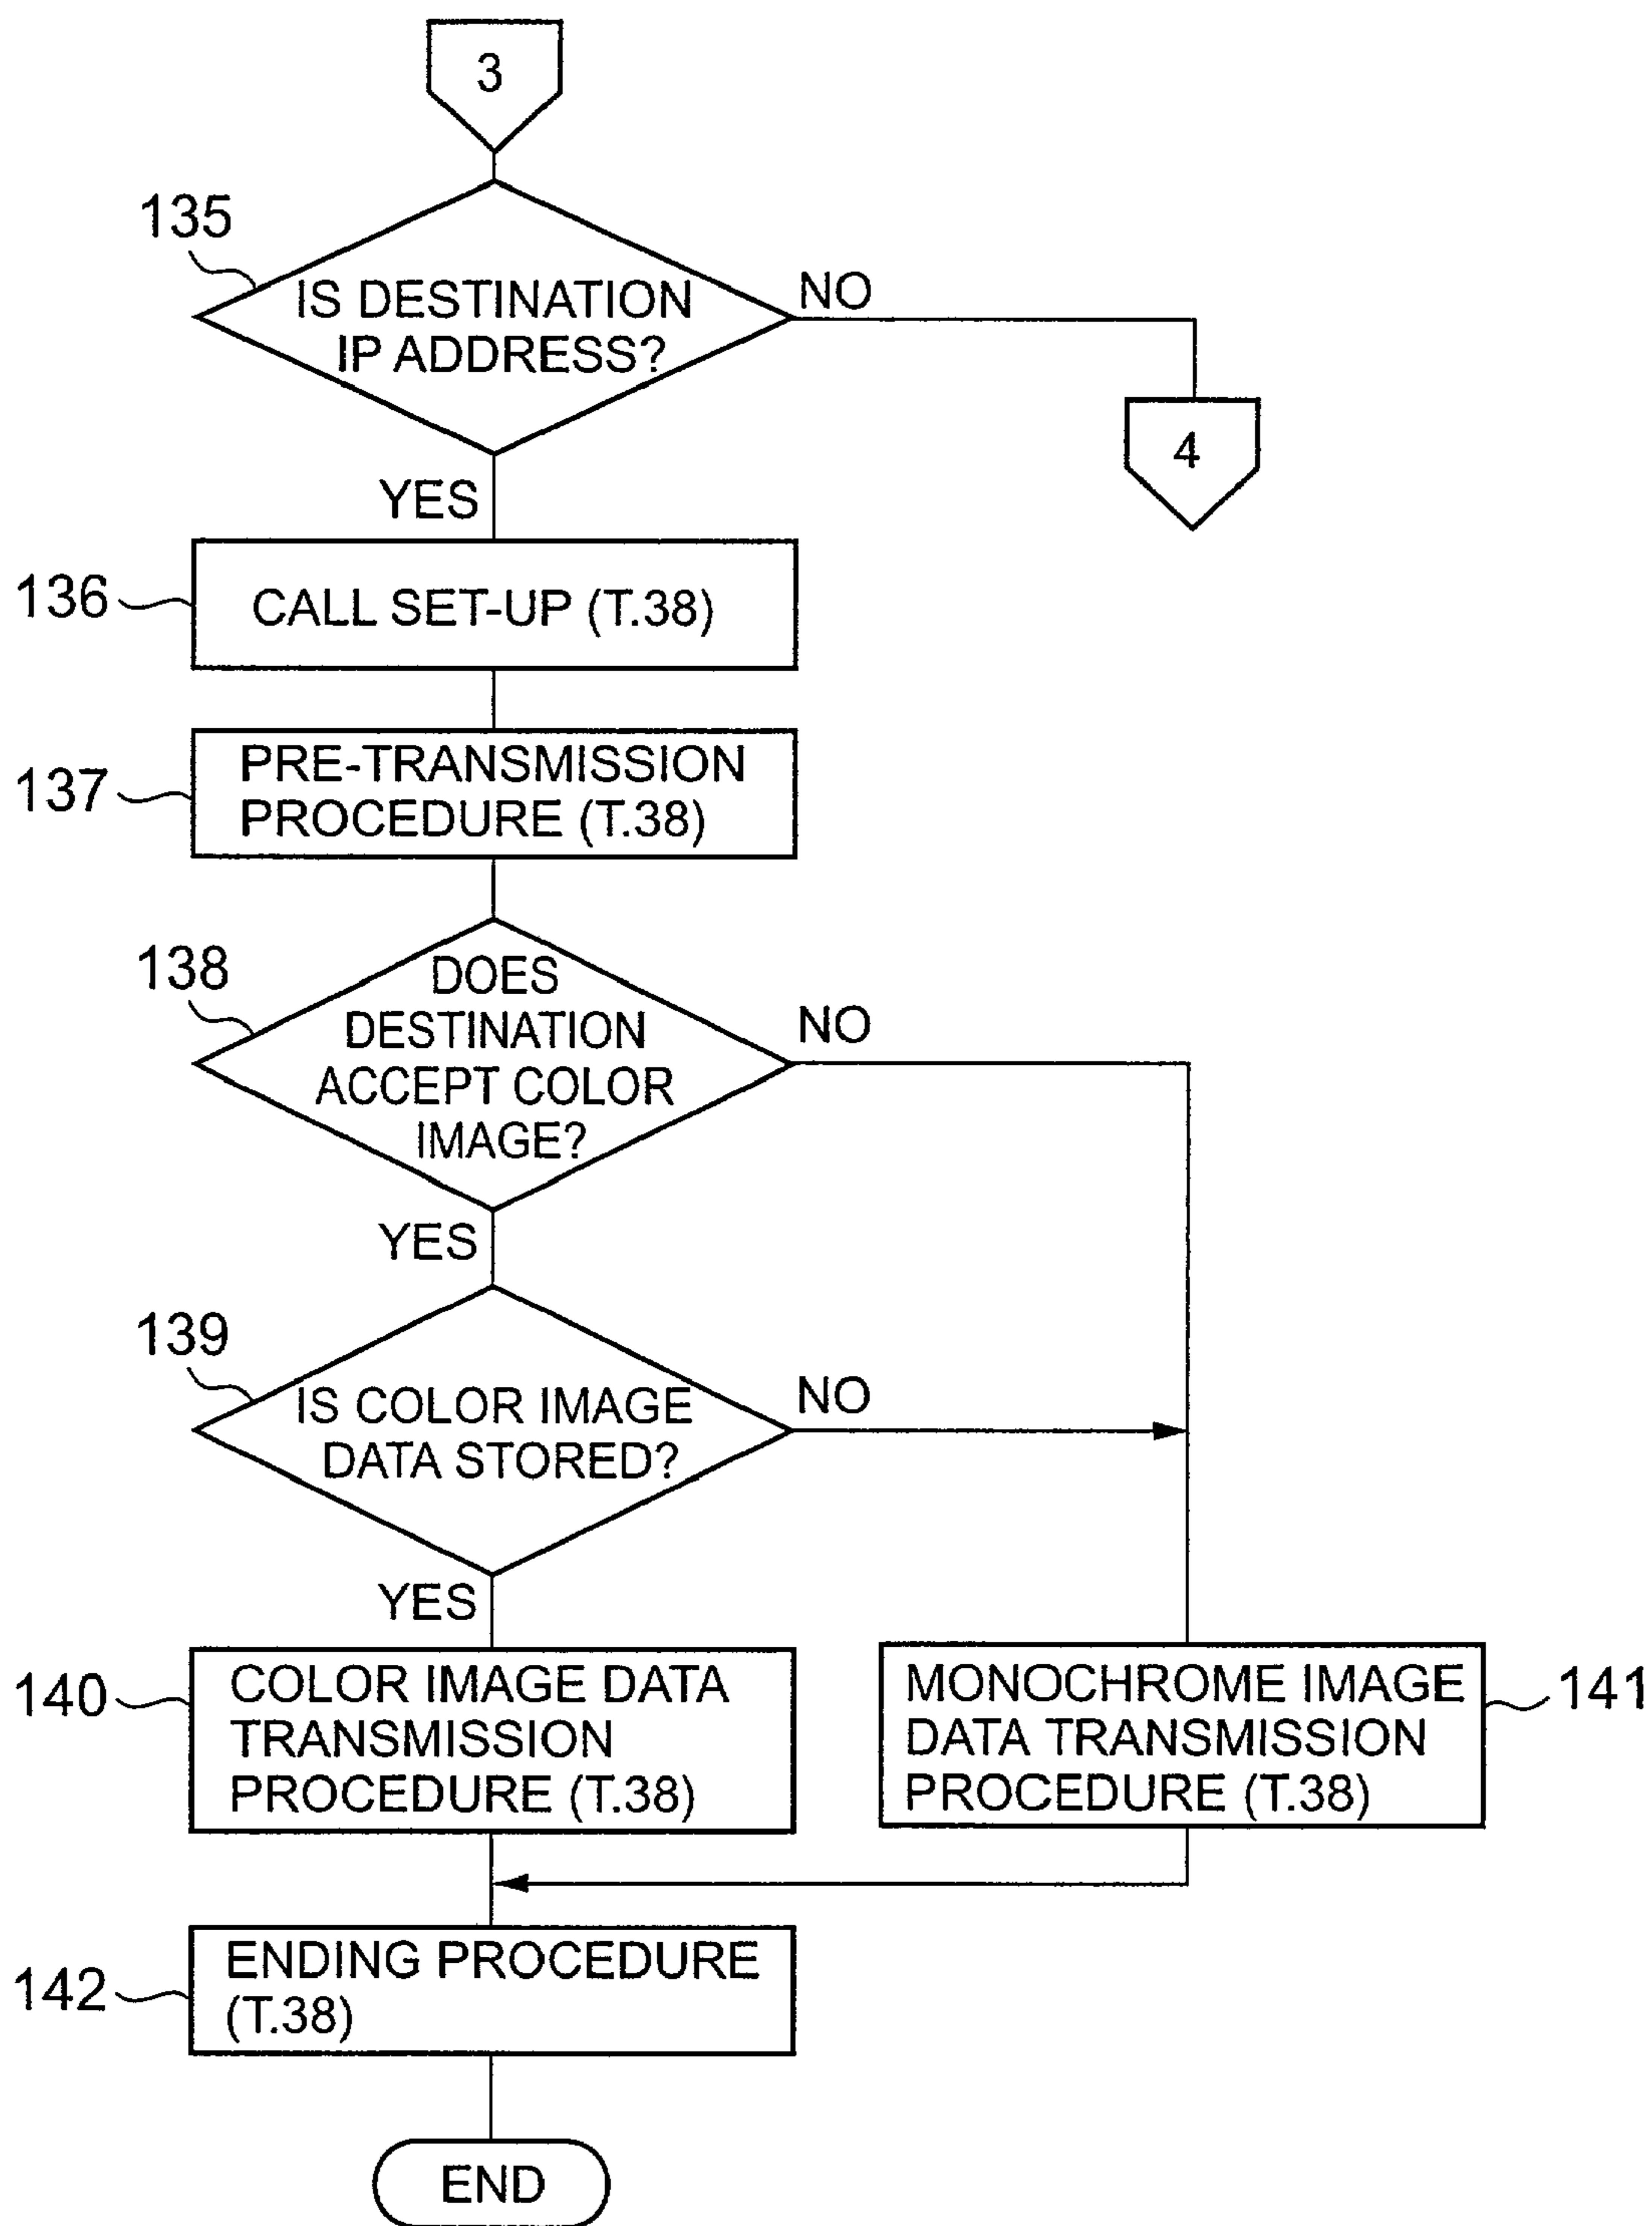 3
135
IS DESTINATION
IP ADDRESS?
NO
4
YES
136
CALL SET-UP (T.38)
137
PRE-TRANSMISSION
PROCEDURE (T.38)
138
DOES
DESTINATION
ACCEPT COLOR
IMAGE?
NO
YES
139
IS COLOR IMAGE
DATA STORED?
NO
YES
140
COLOR IMAGE DATA
TRANSMISSION
PROCEDURE (T.38)
MONOCHROME IMAGE
DATA TRANSMISSION
PROCEDURE (T.38)
141
142
ENDING PROCEDURE
(T.38)
END